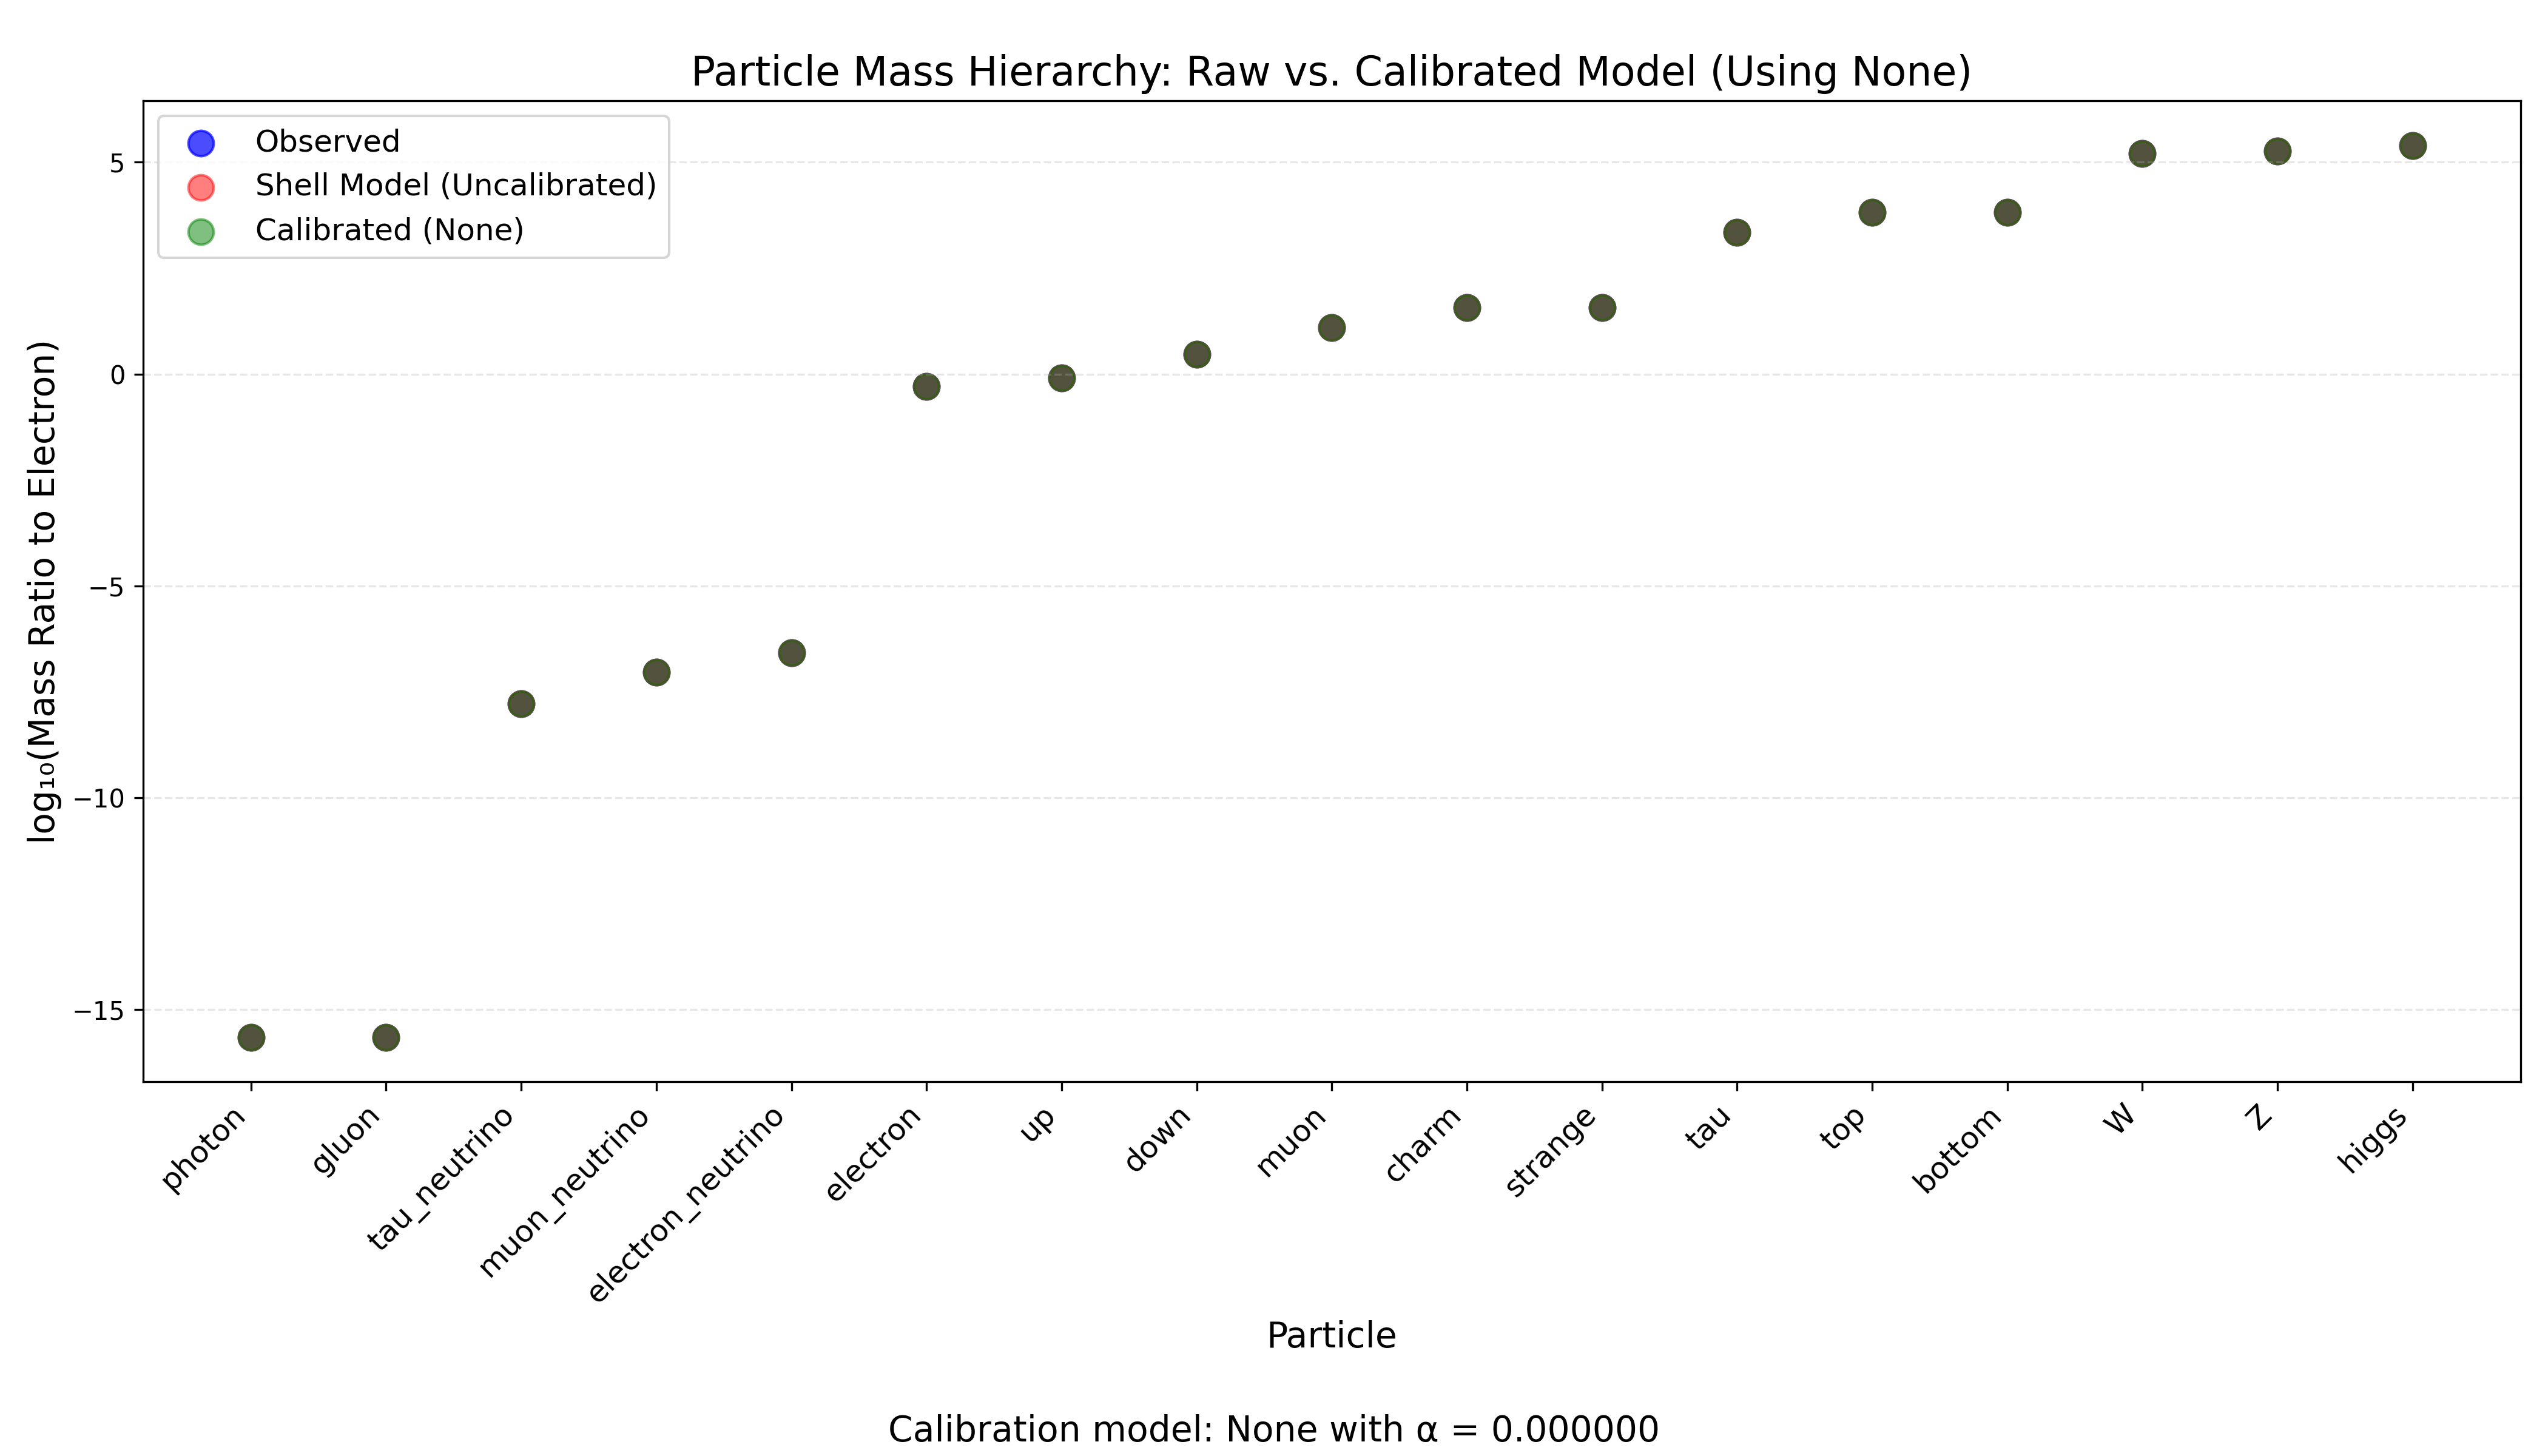 Particle Mass Hierarchy: Raw vs. Calibrated Model (Using None)
Observed
Shell Model (Uncalibrated)
Calibrated (None)
log₁₀(Mass Ratio to Electron)
5
0
−5
−10
−15
photon
gluon
tau_neutrino
muon_neutrino
electron_neutrino
electron
up
down
muon
charm
strange
tau
top
bottom
W
Z
higgs
Particle
Calibration model: None with α = 0.000000